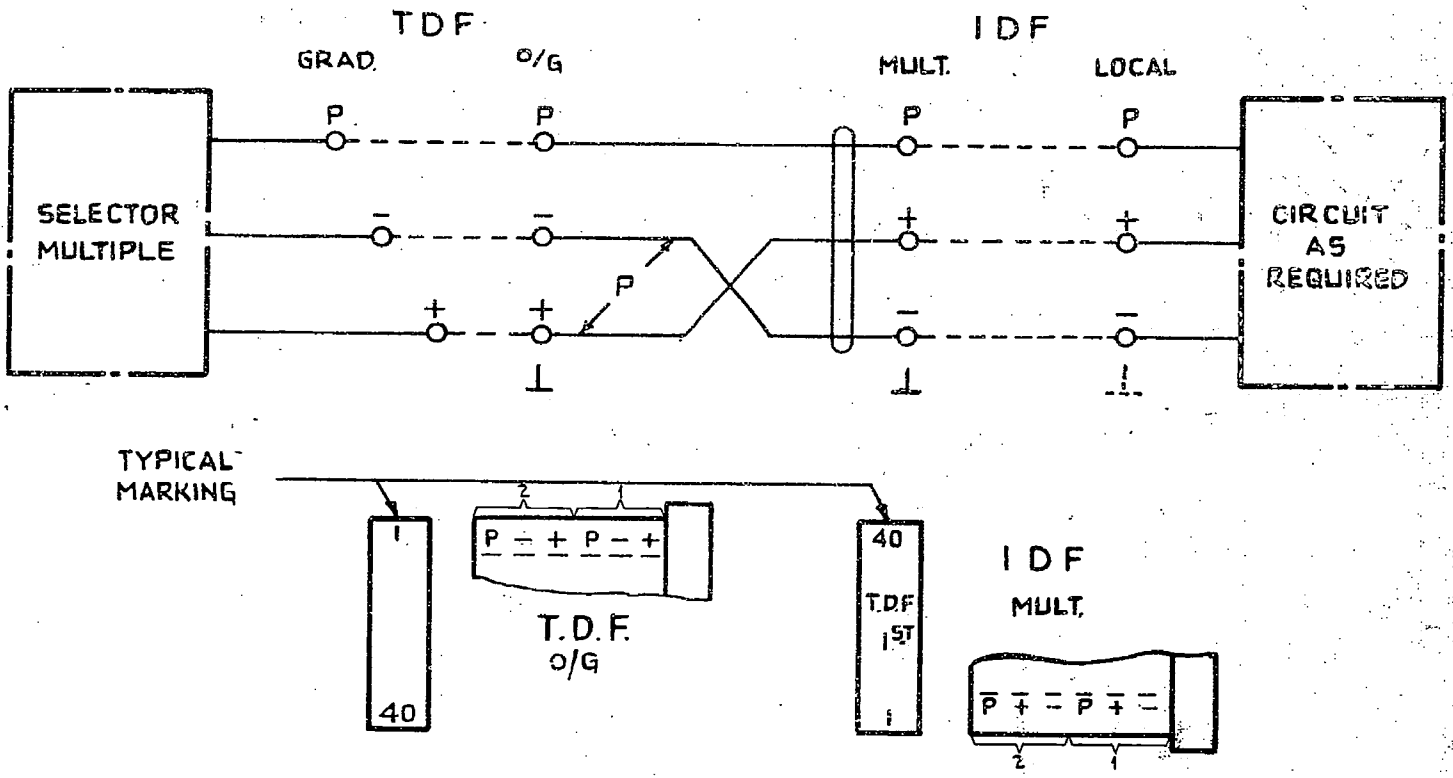 TDF
IDF
GRAD.
O/G
MULT.
LOCAL
P
P
P
P
SELECTOR
MULTIPLE
-
-
+
+
CIRCUIT
AS
REQUIRED
P
+
+
-
-
TYPICAL
MARKING
1
40
2
1
P - + P - +
T.D.F.
O/G
40
T.D.F
1ST
1
IDF
MULT.
P + - P + -
2
1